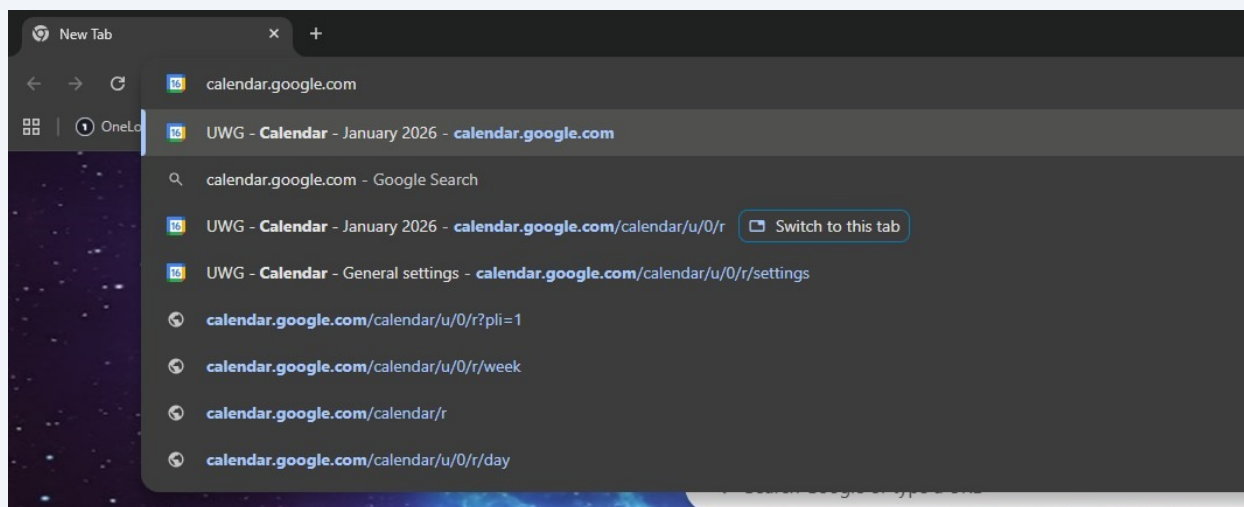 New Tab
calendar.google.com
OneLo
UWG - Calendar - January 2026 - calendar.google.com
calendar.google.com - Google Search
UWG - Calendar - January 2026 - calendar.google.com/calendar/u/0/r Switch to this tab
UWG - Calendar - General settings - calendar.google.com/calendar/u/0/r/settings
calendar.google.com/calendar/u/0/r?pli=1
calendar.google.com/calendar/u/0/r/week
calendar.google.com/calendar/r
calendar.google.com/calendar/u/0/r/day